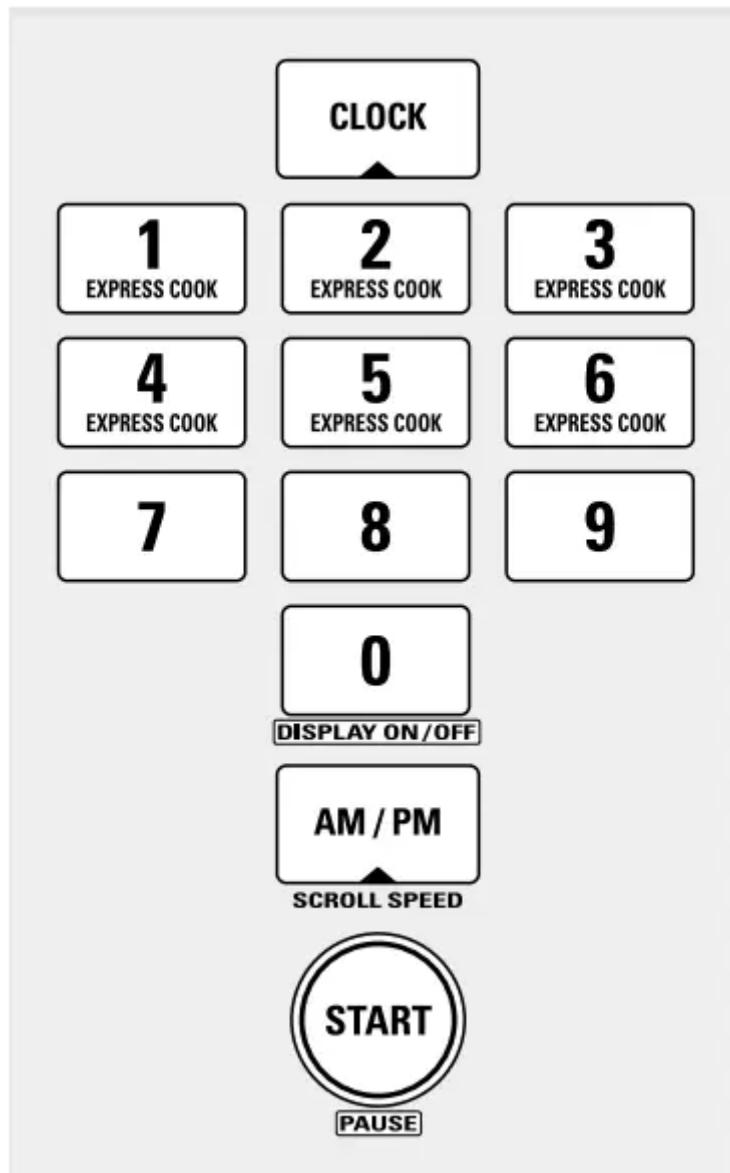 CLOCK
1 2 3
EXPRESS COOK EXPRESS COOK EXPRESS COOK
4 5 6
EXPRESS COOK EXPRESS COOK EXPRESS COOK
7 8 9
0
DISPLAY ON/OFF
AM / PM
SCROLL SPEED
START
PAUSE